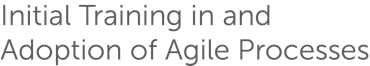 Initial Training in and
Adoption of Agile Processes